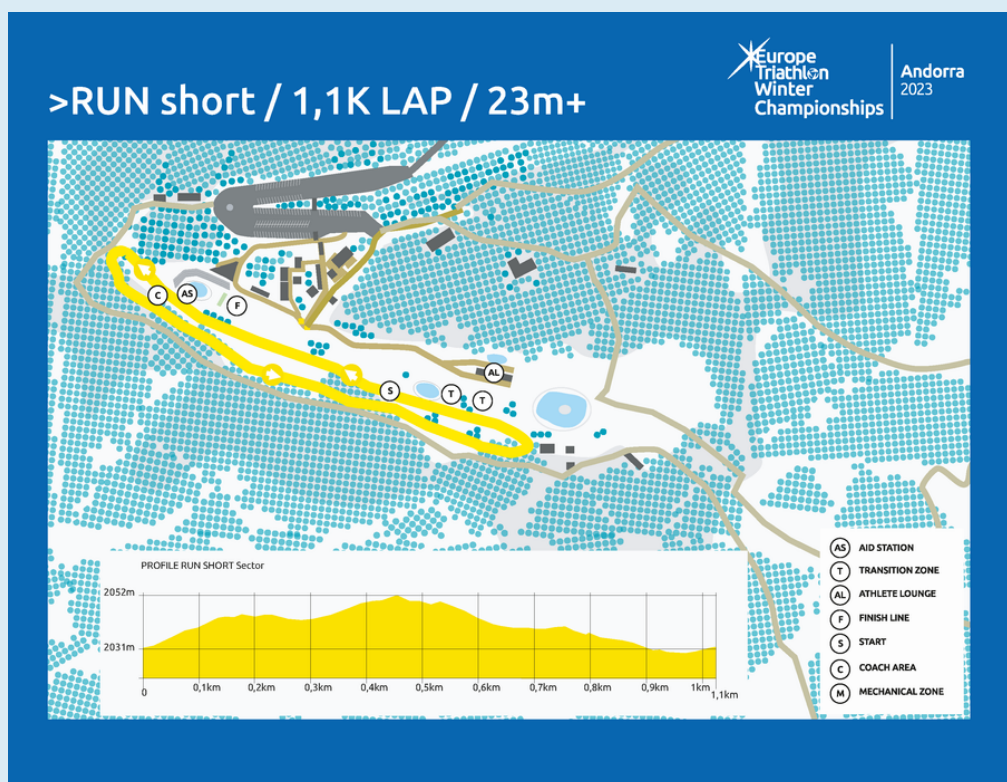 >RUN short / 1,1K LAP / 23m+
Europe
Triathlon
Winter
Championships
Andorra
2023
C
AS
F
S
T
T
AL
PROFILE RUN SHORT Sector
2052m
2031m
0
0,1km
0,2km
0,3km
0,4km
0,5km
0,6km
0,7km
0,8km
0,9km
1km
1,1km
AS AID STATION
T TRANSITION ZONE
AL ATHLETE LOUNGE
F FINISH LINE
S START
C COACH AREA
M MECHANICAL ZONE